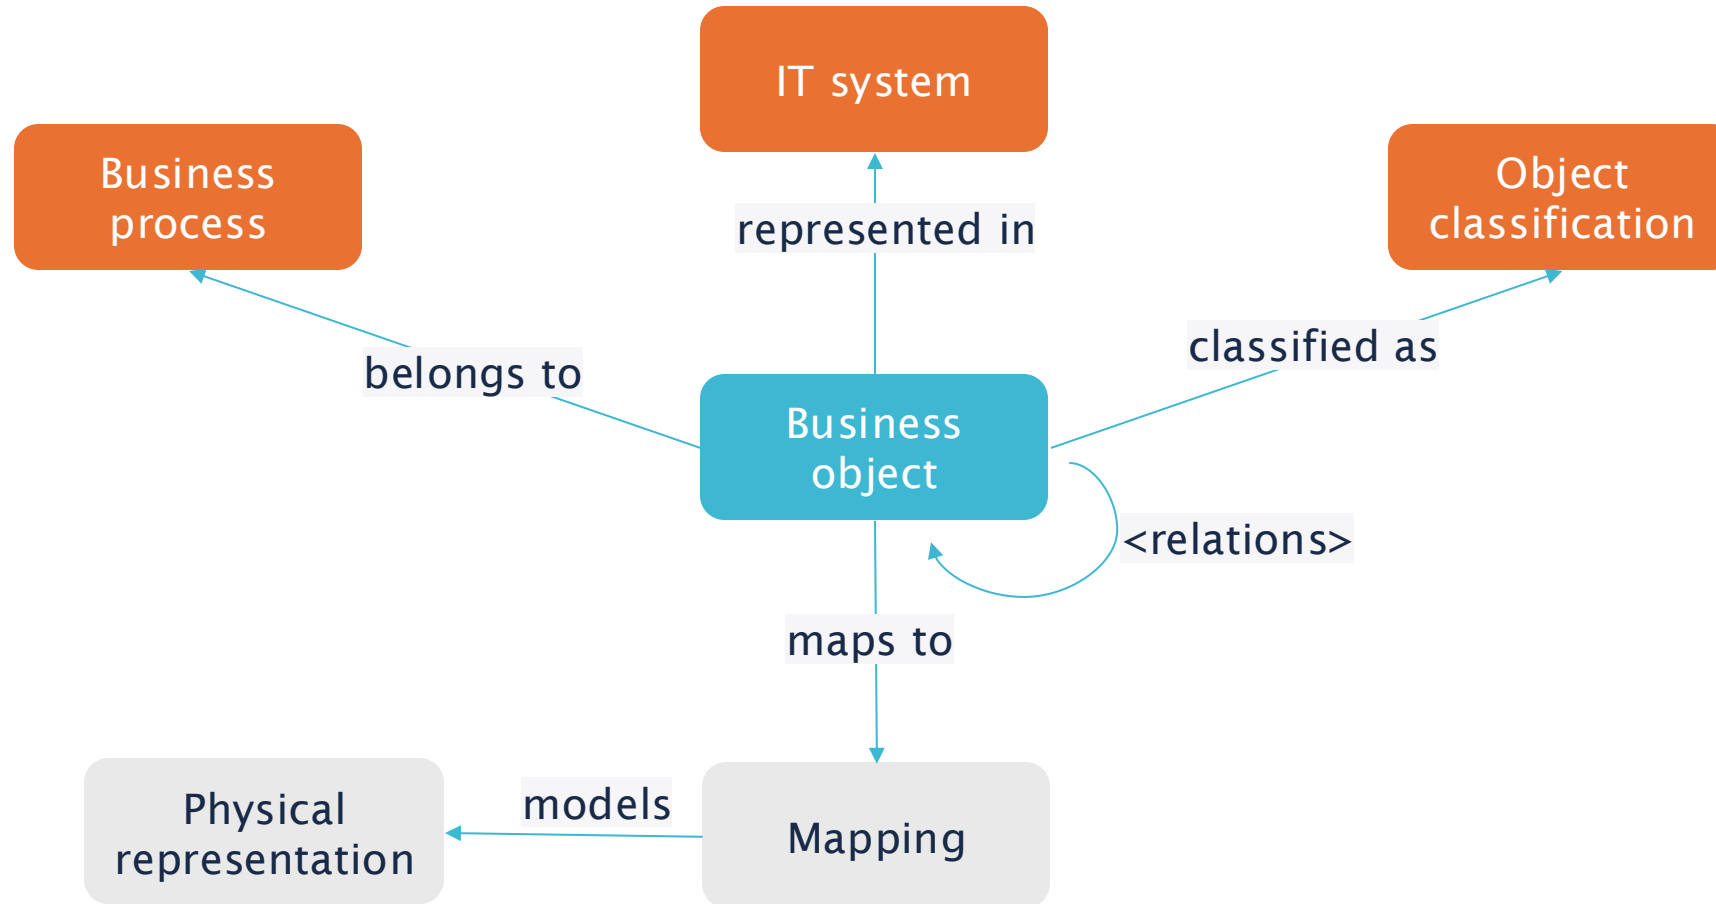 IT system
Business
process
Object
classification
represented in
classified as
belongs to
Business
object
<relations>
maps to
models
Physical
representation
Mapping